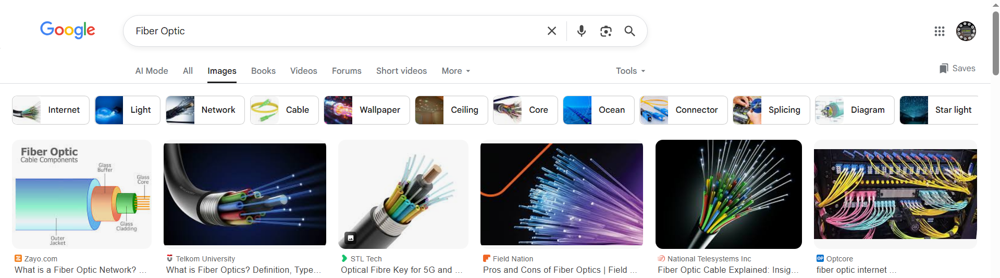 Google
Fiber Optic
AI Mode
All
Images
Books
Videos
Forums
Short videos
More
Tools
Saves
Internet
Light
Network
Cable
Wallpaper
Ceiling
Core
Ocean
Connector
Splicing
Diagram
Star light
Fiber Optic
Cable Components
Glass
Buffer
Glass
Core
Glass
Cladding
Outer
Jacket
Zayo.com
What is a Fiber Optic Network? ...
Telkom University
What is Fiber Optics? Definition, Type...
STL Tech
Optical Fibre Key for 5G and ...
Field Nation
Pros and Cons of Fiber Optics | Field ...
National Telesystems Inc
Fiber Optic Cable Explained: Insig...
OP
Optcore
fiber optic internet ...